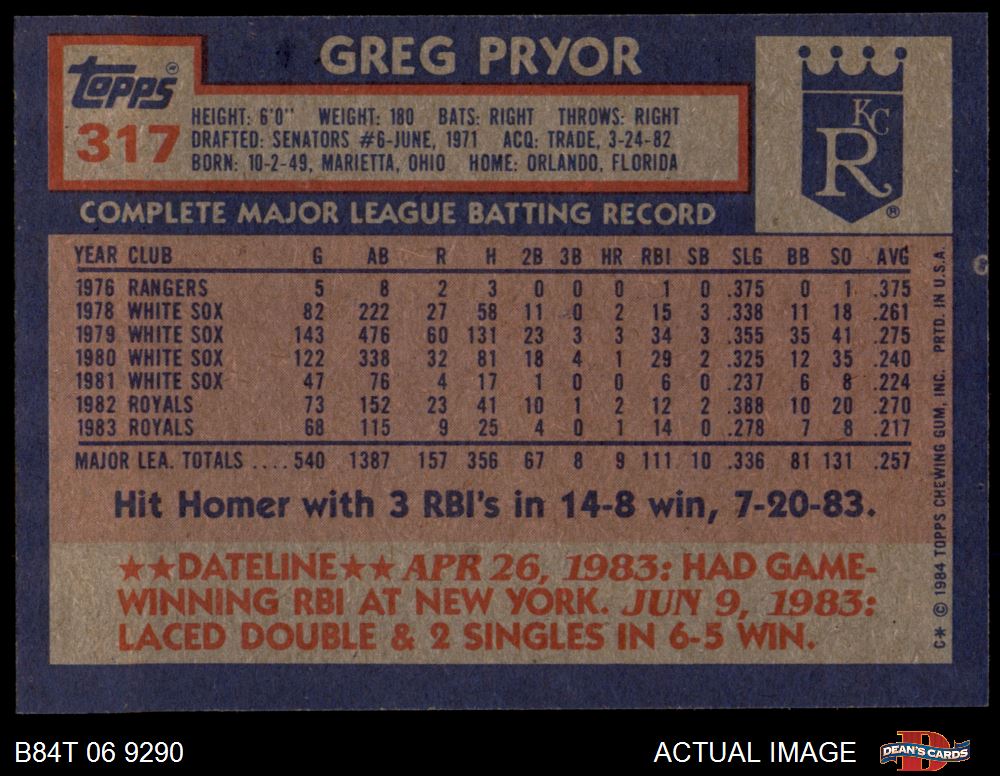 GREG PRYOR
topps®
317
HEIGHT: 6'0" WEIGHT: 180 BATS: RIGHT THROWS: RIGHT
DRAFTED: SENATORS #6-JUNE, 1971 ACQ: TRADE, 3-24-82
BORN: 10-2-49, MARIETTA, OHIO HOME: ORLANDO, FLORIDA
KC
R
®
COMPLETE MAJOR LEAGUE BATTING RECORD
YEAR CLUB G AB R H 2B 3B HR RBI SB SLG BB SO AVG
1976 RANGERS 5 8 2 3 0 0 0 1 0 .375 0 1 .375
1978 WHITE SOX 82 222 27 58 11 0 2 15 3 .338 11 18 .261
1979 WHITE SOX 143 476 60 131 23 3 3 34 3 .355 35 41 .275
1980 WHITE SOX 122 338 32 81 18 4 1 29 2 .325 12 35 .240
1981 WHITE SOX 47 76 4 17 1 0 0 6 0 .237 6 8 .224
1982 ROYALS 73 152 23 41 10 1 2 12 2 .388 10 20 .270
1983 ROYALS 68 115 9 25 4 0 1 14 0 .278 7 8 .217
MAJOR LEA. TOTALS ....540 1387 157 356 67 8 9 111 10 .336 81 131 .257
Hit Homer with 3 RBI's in 14-8 win, 7-20-83.
★★DATELINE★★ APR 26, 1983: HAD GAME-
WINNING RBI AT NEW YORK. JUN 9, 1983:
LACED DOUBLE & 2 SINGLES IN 6-5 WIN.
C* © 1984 TOPPS CHEWING GUM, INC. PRTD. IN U.S.A.
B84T 06 9290
ACTUAL IMAGE
D
DEAN'S CARDS